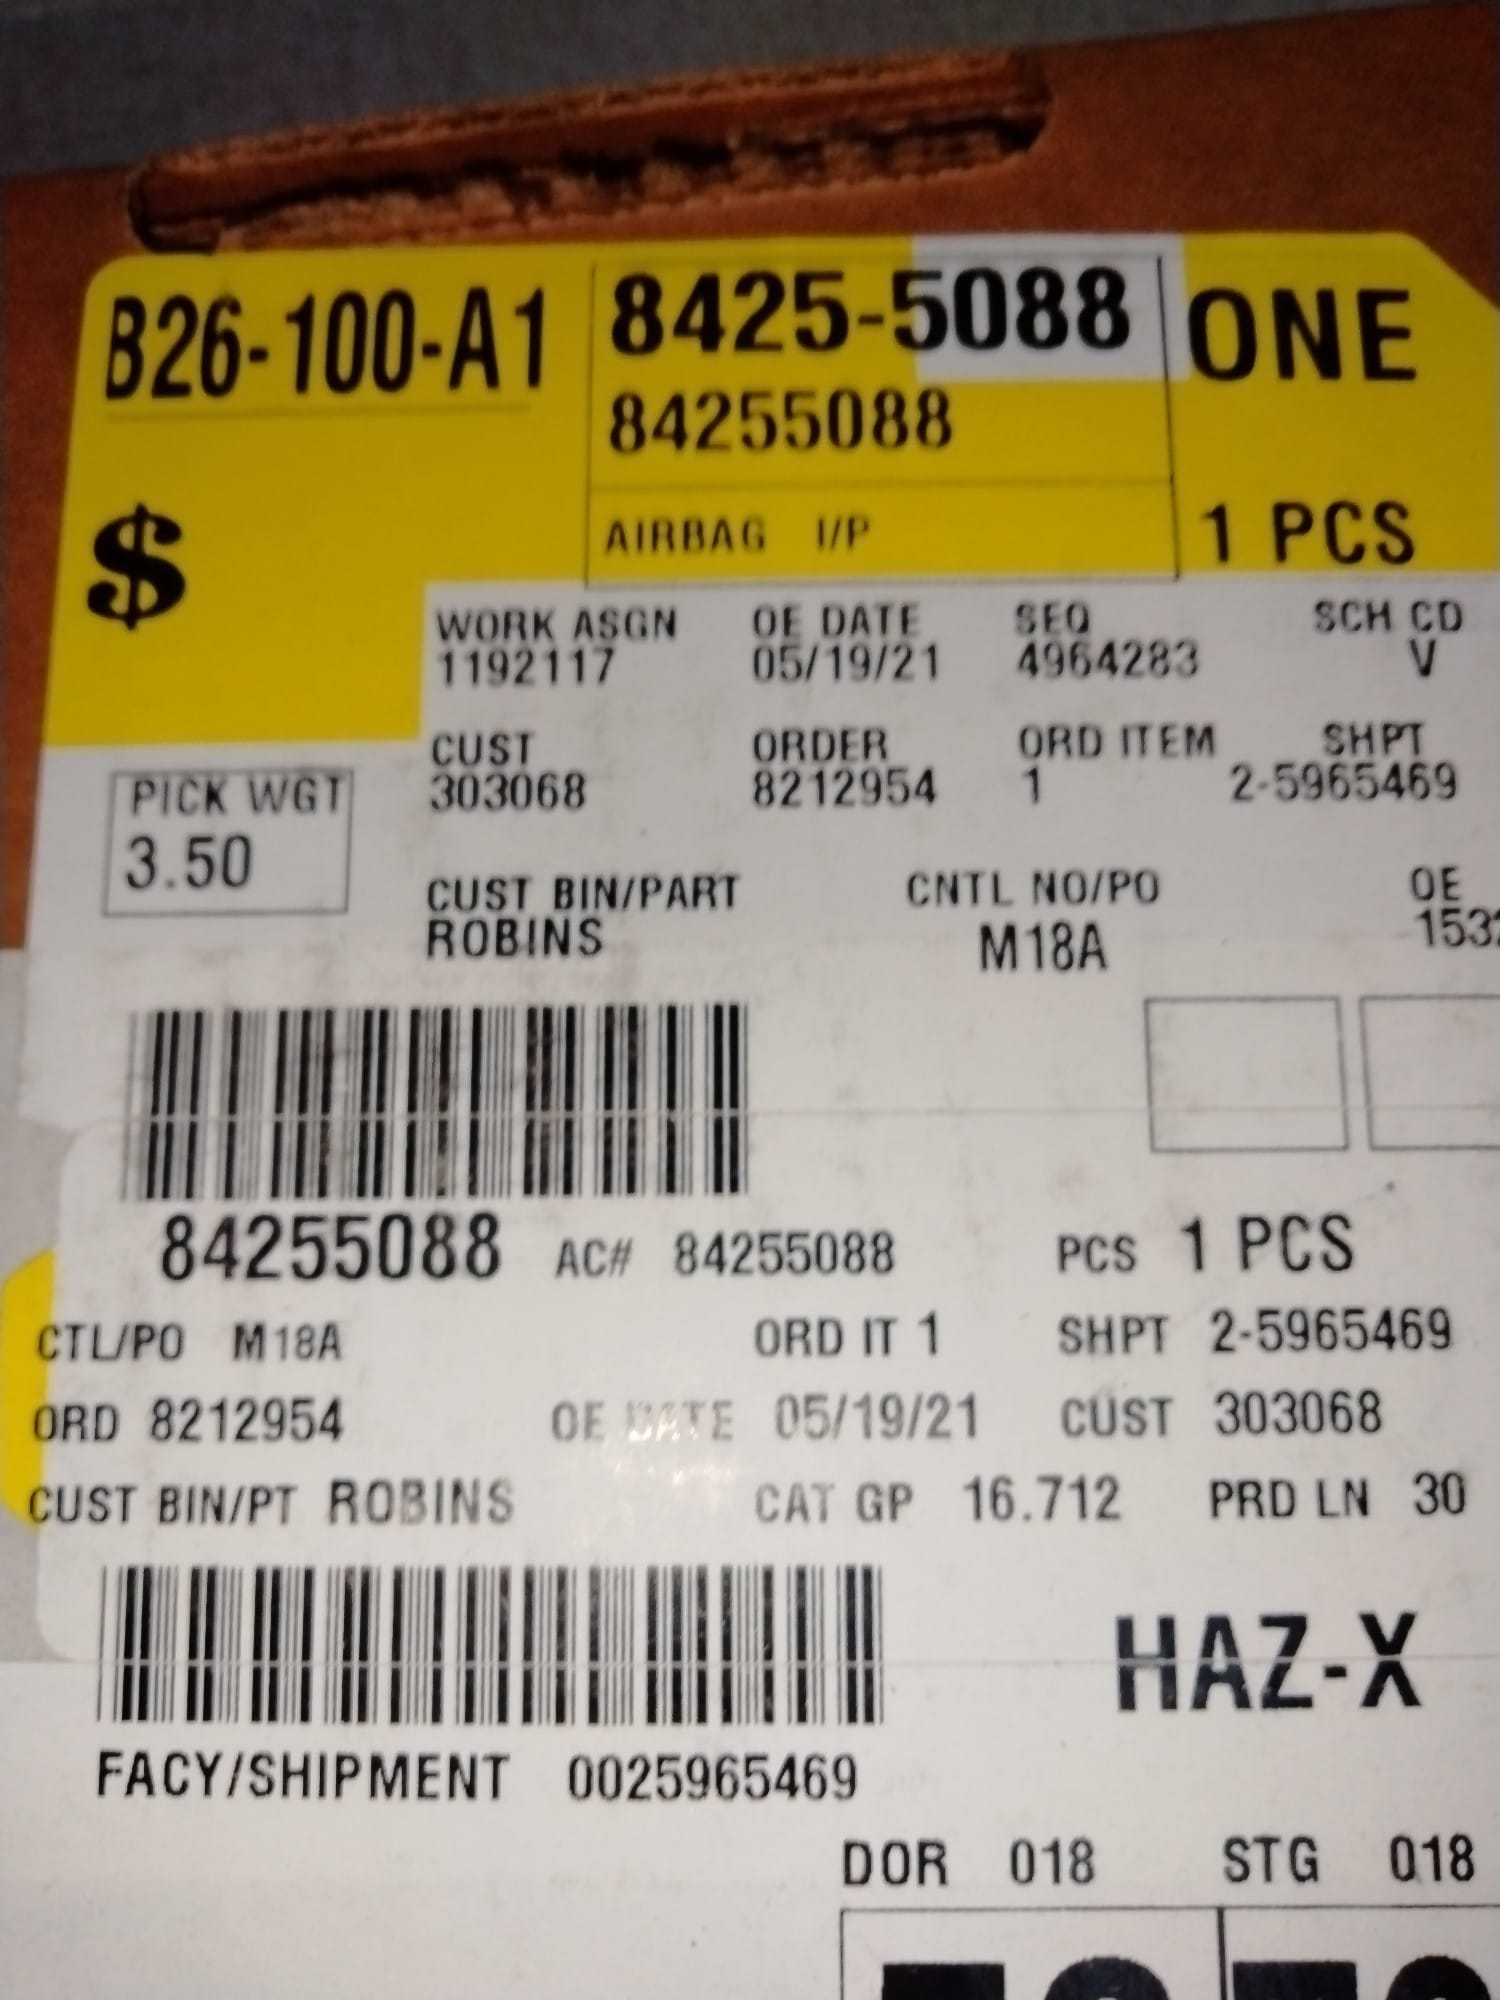 B26-100-A1 8425-5088 ONE
84255088
$ AIRBAG I/P 1 PCS
WORK ASGN OE DATE SEQ SCH CD
1192117 05/19/21 4964283 V
CUST ORDER ORD ITEM SHPT
303068 8212954 1 2-5965469
PICK WGT
3.50
CUST BIN/PART CNTL NO/PO OE
ROBINS M18A 153
84255088 AC# 84255088 PCS 1 PCS
CTL/PO M18A ORD IT 1 SHPT 2-5965469
ORD 8212954 OE DATE 05/19/21 CUST 303068
CUST BIN/PT ROBINS CAT GP 16.712 PRD LN 30
HAZ-X
FACY/SHIPMENT 0025965469
DOR 018 STG 018